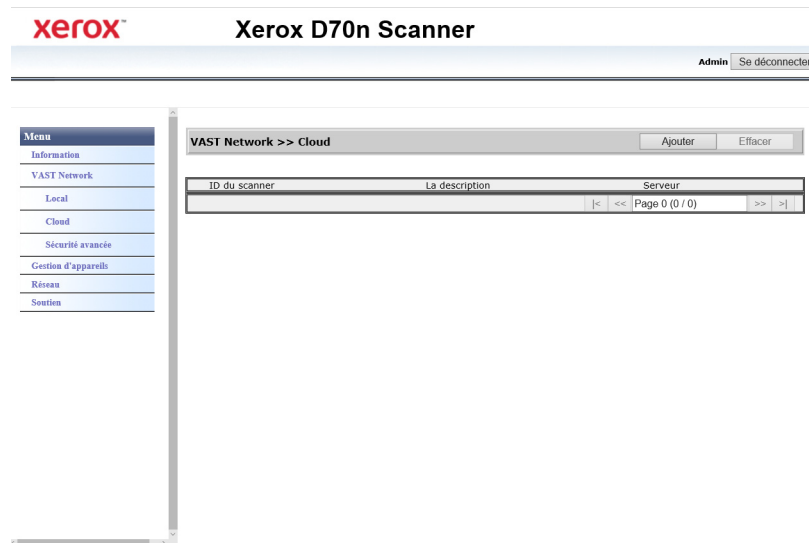 xerox™
Xerox D70n Scanner
Admin Se déconnecter
Menu
Information
VAST Network
Local
Cloud
Sécurité avancée
Gestion d'appareils
Réseau
Soutien
VAST Network >> Cloud Ajouter Effacer
ID du scanner La description Serveur
|< << Page 0 (0 / 0) >> >|